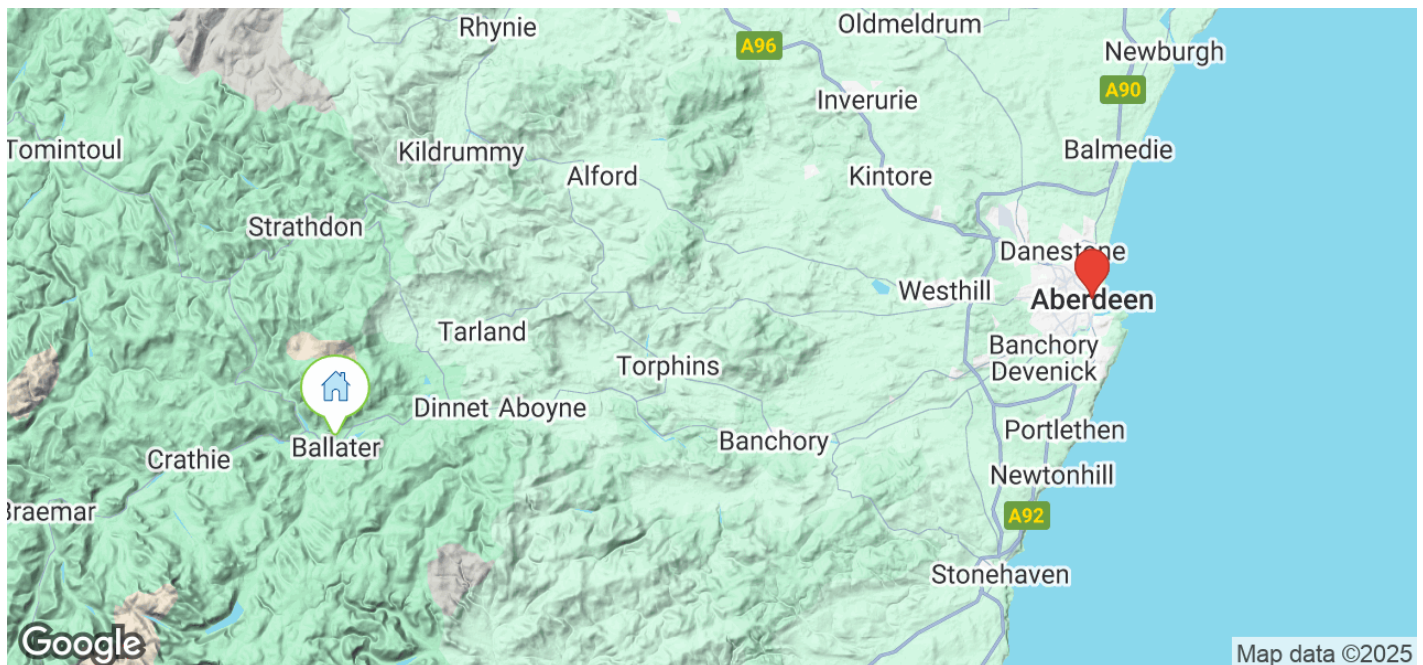 Oldmeldrum
Rhynie
A96
Newburgh
A90
Inverurie
Tomintoul
Kildrummy
Balmedie
Alford
Kintore
Strathdon
Danestone
Westhill
Aberdeen
Tarland
Banchory
Devenick
Torphins
Dinnet Aboyne
Portlethen
Ballater
Banchory
Crathie
Newtonhill
Braemar
A92
Stonehaven
Google
Map data ©2025